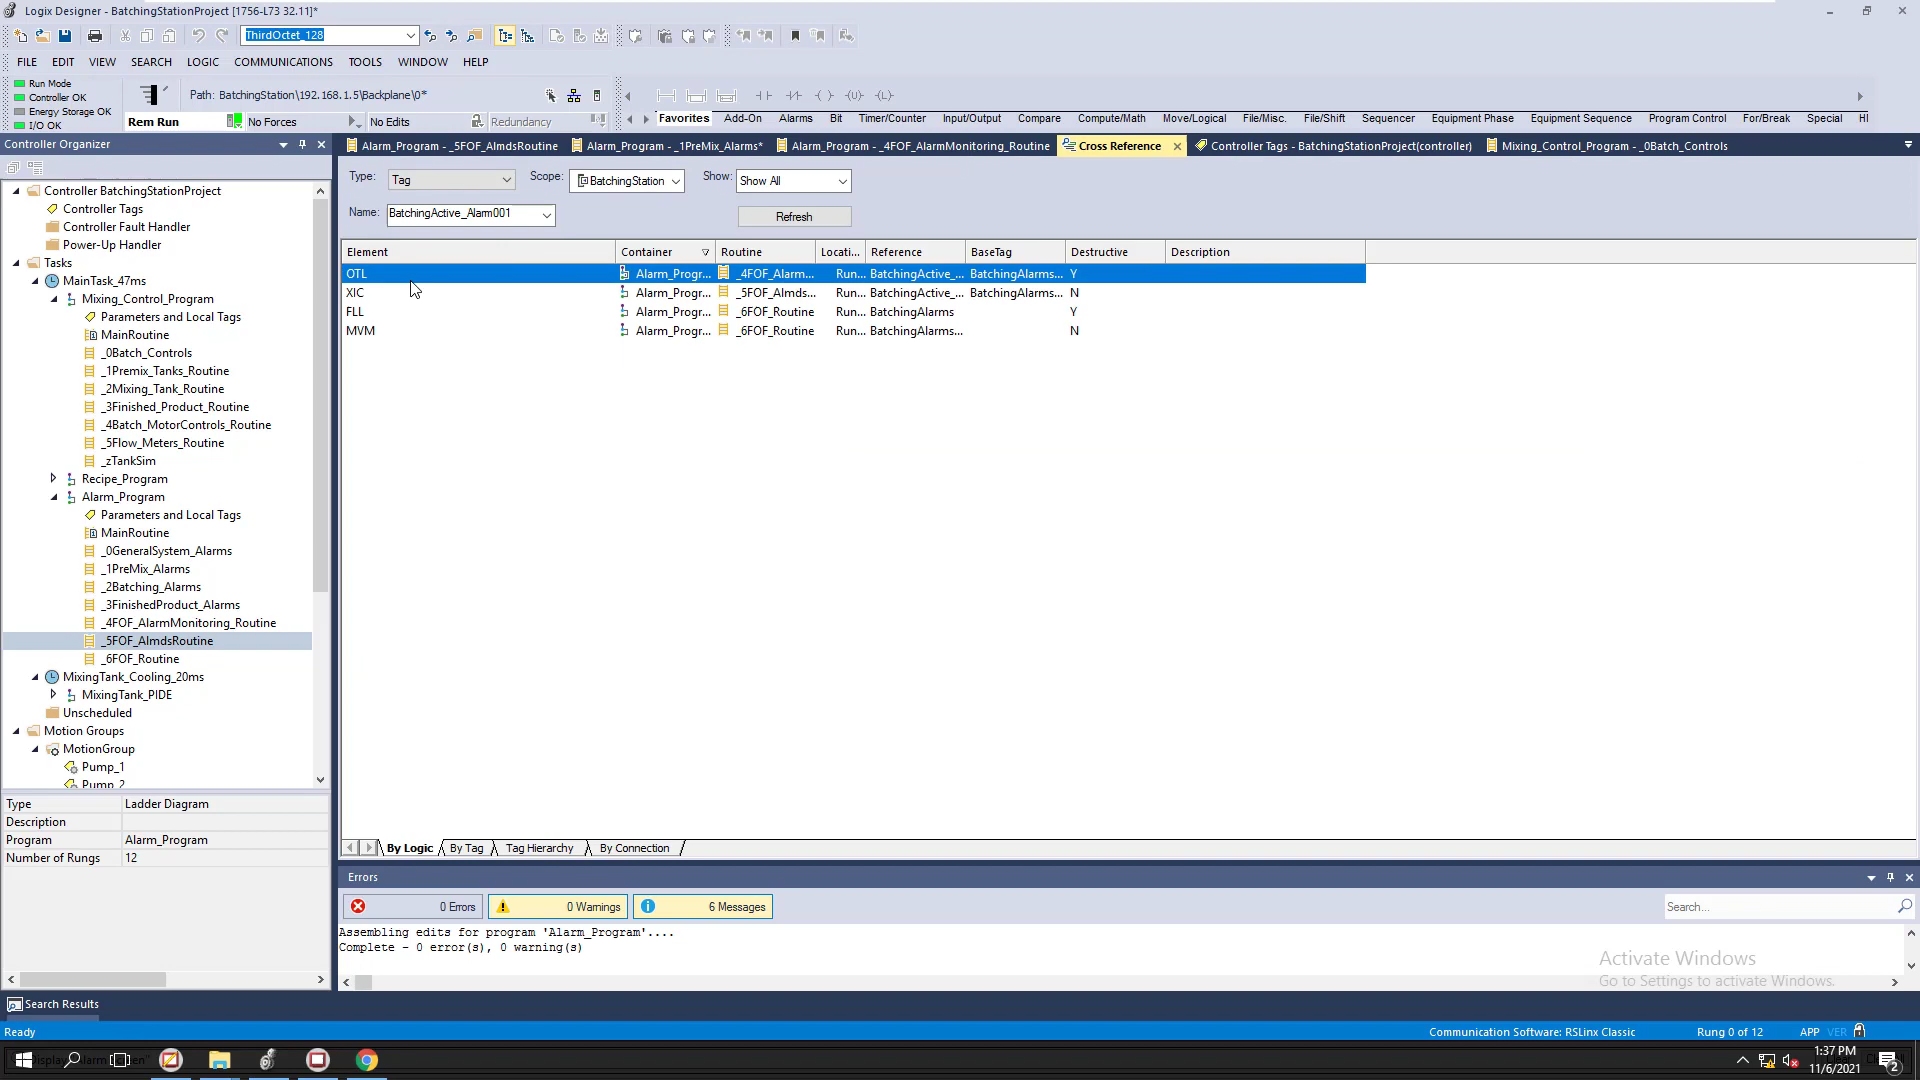 Logix Designer - BatchingStationProject [1756-L73 32.11]*
ThirdOctet_128
FILE EDIT VIEW SEARCH LOGIC COMMUNICATIONS TOOLS WINDOW HELP
Run Mode
Controller OK
Energy Storage OK
I/O OK
Path: BatchingStation\192.168.1.5\Backplane\0*
Rem Run No Forces No Edits Redundancy
Favorites Add-On Alarms Bit Timer/Counter Input/Output Compare Compute/Math Move/Logical File/Misc. File/Shift Sequencer Equipment Phase Equipment Sequence Program Control For/Break Special HI
Controller Organizer
Alarm_Program - _5FOF_AlmdsRoutine Alarm_Program - _1PreMix_Alarms* Alarm_Program - _4FOF_AlarmMonitoring_Routine Cross Reference Controller Tags - BatchingStationProject(controller) Mixing_Control_Program - _0Batch_Controls
Type: Tag Scope: BatchingStation Show: Show All
Name: BatchingActive_Alarm001 Refresh
Element Container Routine Locati... Reference BaseTag Destructive Description
OTL Alarm_Progr... _4FOF_Alarm... Run... BatchingActive_... BatchingAlarms... Y
XIC Alarm_Progr... _5FOF_Almds... Run... BatchingActive_... BatchingAlarms... N
FLL Alarm_Progr... _6FOF_Routine Run... BatchingAlarms Y
MVM Alarm_Progr... _6FOF_Routine Run... BatchingAlarms... N
Controller BatchingStationProject
Controller Tags
Controller Fault Handler
Power-Up Handler
Tasks
MainTask_47ms
Mixing_Control_Program
Parameters and Local Tags
MainRoutine
_0Batch_Controls
_1Premix_Tanks_Routine
_2Mixing_Tank_Routine
_3Finished_Product_Routine
_4Batch_MotorControls_Routine
_5Flow_Meters_Routine
_zTankSim
Recipe_Program
Alarm_Program
Parameters and Local Tags
MainRoutine
_0GeneralSystem_Alarms
_1PreMix_Alarms
_2Batching_Alarms
_3FinishedProduct_Alarms
_4FOF_AlarmMonitoring_Routine
_5FOF_AlmdsRoutine
_6FOF_Routine
MixingTank_Cooling_20ms
MixingTank_PIDE
Unscheduled
Motion Groups
MotionGroup
Pump_1
Pump_2
Type Ladder Diagram
Description
Program Alarm_Program
Number of Rungs 12
By Logic By Tag Tag Hierarchy By Connection
Errors
0 Errors 0 Warnings 6 Messages Search...
Assembling edits for program 'Alarm_Program'....
Complete - 0 error(s), 0 warning(s)
Activate Windows
Go to Settings to activate Windows.
Search Results
Ready Communication Software: RSLinx Classic Rung 0 of 12 APP VER
1:37 PM
11/6/2021
2